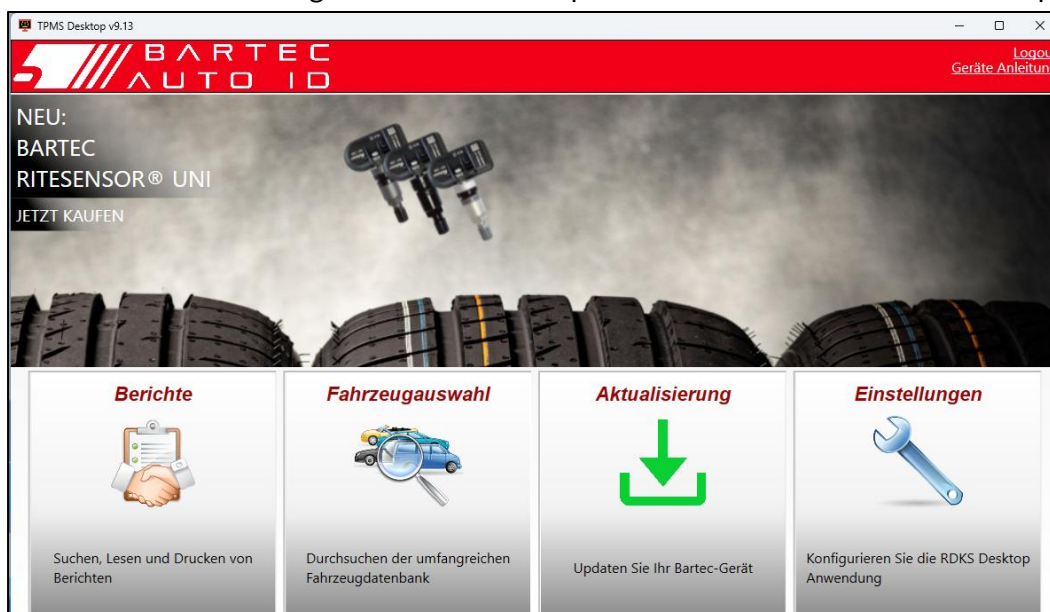 TPMS Desktop v9.13
BARTEC
AUTO ID
Logou
Geräte Anleitun
NEU:
BARTEC
RITESENSOR® UNI
JETZT KAUFEN
Berichte
Fahrzeugauswahl
Aktualisierung
Einstellungen
Suchen, Lesen und Drucken von
Berichten
Durchsuchen der umfangreichen
Fahrzeugdatenbank
Updaten Sie Ihr Bartec-Gerät
Konfigurieren Sie die RDKS Desktop
Anwendung